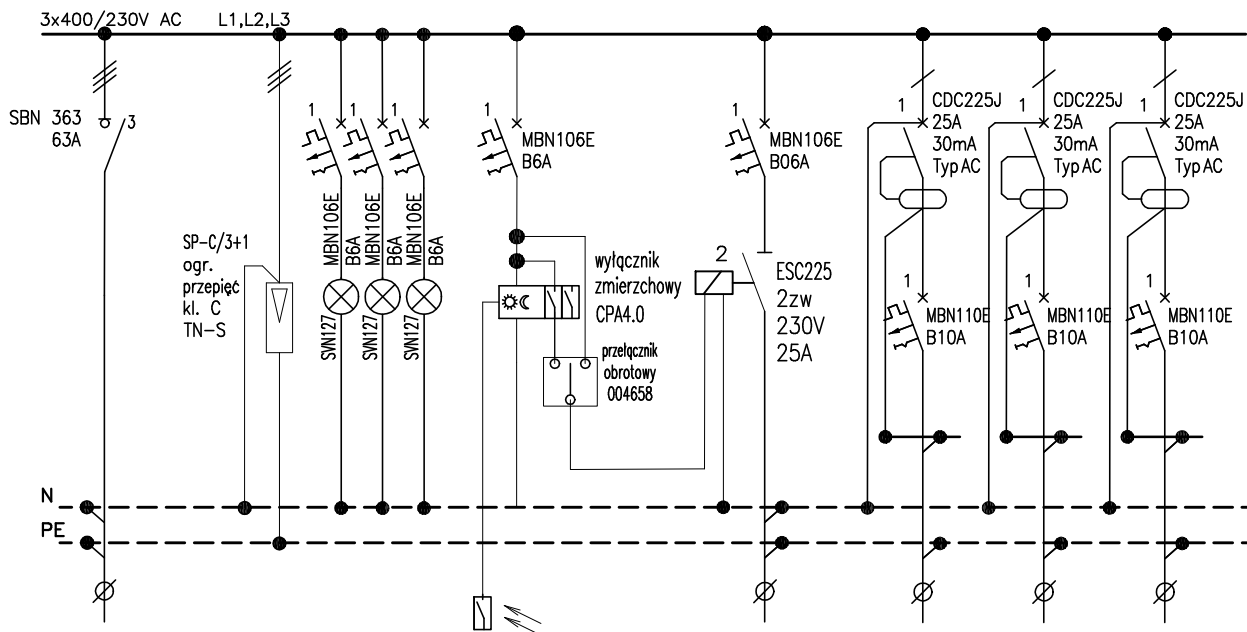 3x400/230V AC L1,L2,L3
SBN 363
63A
3
SP-C/3+1
ogr.
przepięć
kl. C
TN-S
1
1
1
MBN106E
B6A
MBN106E
B6A
MBN106E
B6A
SVN127
SVN127
SVN127
1
MBN106E
B6A
wyłącznik
zmierzchowy
CPA4.0
przełącznik
obrotowy
004658
1
MBN106E
B06A
2
ESC225
2zw
230V
25A
1
CDC225J
25A
30mA
Typ AC
1
MBN110E
B10A
1
CDC225J
25A
30mA
Typ AC
1
MBN110E
B10A
1
CDC225J
25A
30mA
Typ AC
1
MBN110E
B10A
N
PE